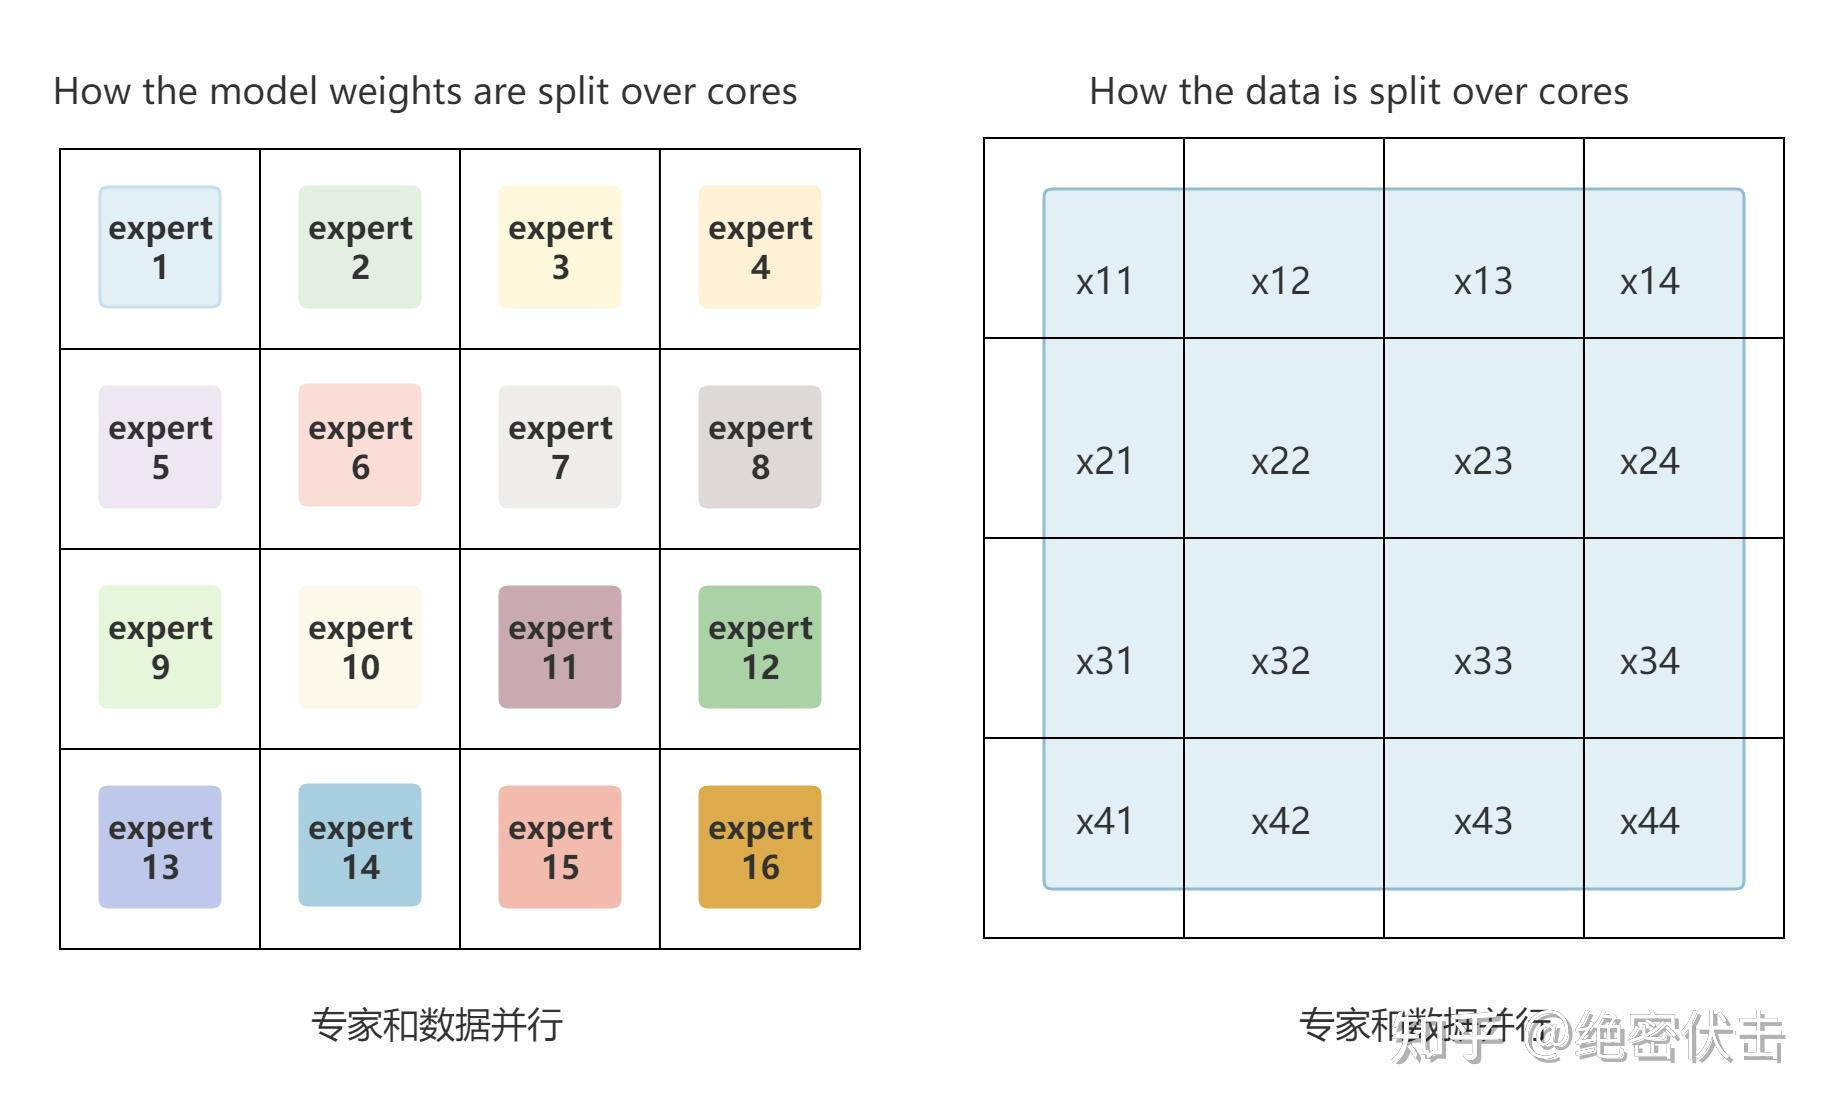 How the model weights are split over cores
How the data is split over cores
expert
1
expert
2
expert
3
expert
4
expert
5
expert
6
expert
7
expert
8
expert
9
expert
10
expert
11
expert
12
expert
13
expert
14
expert
15
expert
16
x11 x12 x13 x14
x21 x22 x23 x24
x31 x32 x33 x34
x41 x42 x43 x44
专家和数据并行
专家和数据并行
知乎 @绝密伏击